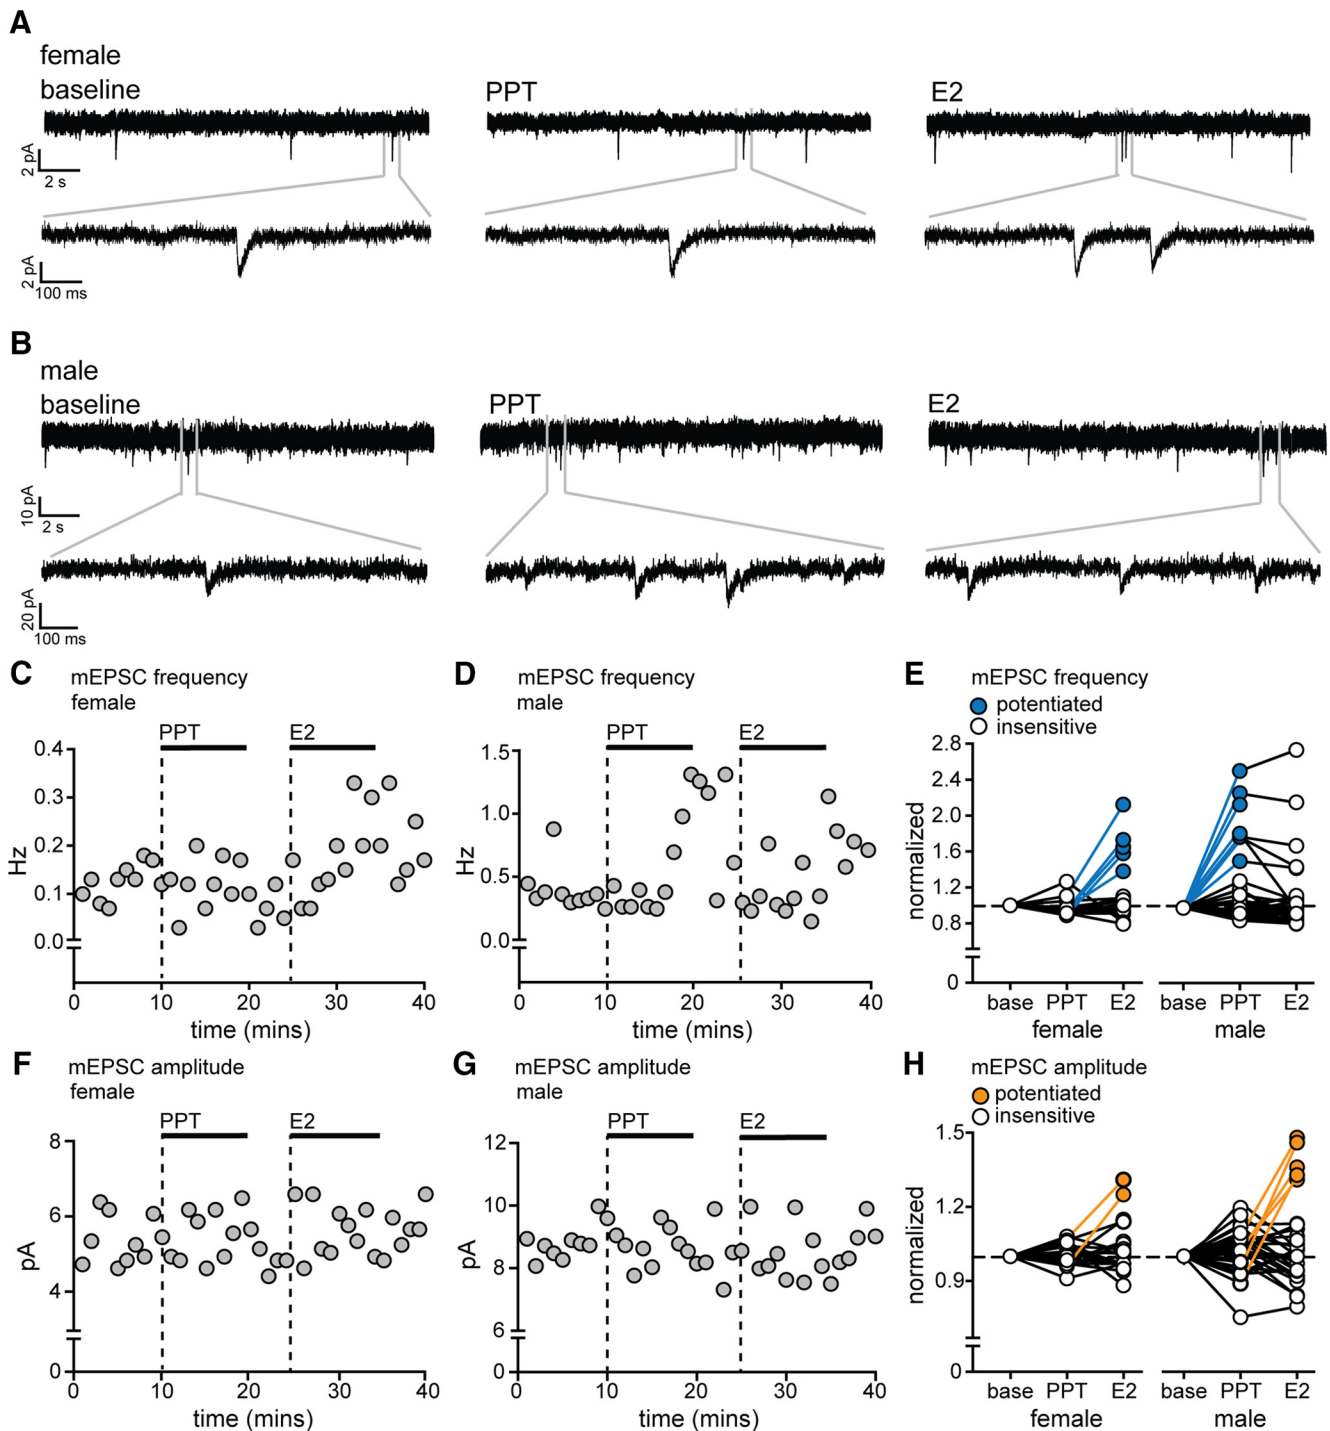 A
female
baseline
PPT
E2
2 pA
2 s
2 pA
100 ms
B
male
baseline
PPT
E2
10 pA
2 s
20 pA
100 ms
C
mEPSC frequency
female
PPT
E2
0.4
0.3
0.2
0.1
0.0
Hz
0
10
20
30
40
time (mins)
D
mEPSC frequency
male
PPT
E2
1.5
1.0
0.5
0.0
Hz
0
10
20
30
40
time (mins)
E
mEPSC frequency
potentiated
insensitive
2.8
2.4
2.0
1.6
1.2
0.8
0
normalized
base PPT E2
female
base PPT E2
male
F
mEPSC amplitude
female
PPT
E2
8
6
4
0
pA
0
10
20
30
40
time (mins)
G
mEPSC amplitude
male
PPT
E2
12
10
8
6
0
pA
0
10
20
30
40
time (mins)
H
mEPSC amplitude
potentiated
insensitive
1.5
1.2
0.9
0
normalized
base PPT E2
female
base PPT E2
male